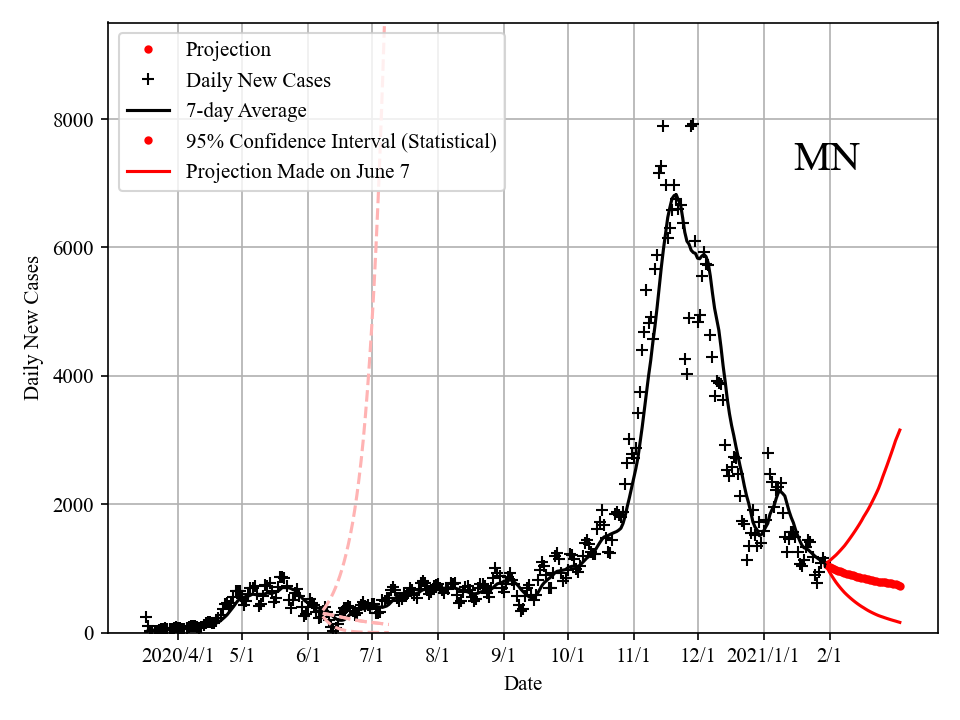 Projection
Daily New Cases
7-day Average
95% Confidence Interval (Statistical)
Projection Made on June 7
MN
Daily New Cases
8000
6000
4000
2000
0
2020/4/1 5/1 6/1 7/1 8/1 9/1 10/1 11/1 12/1 2021/1/1 2/1
Date